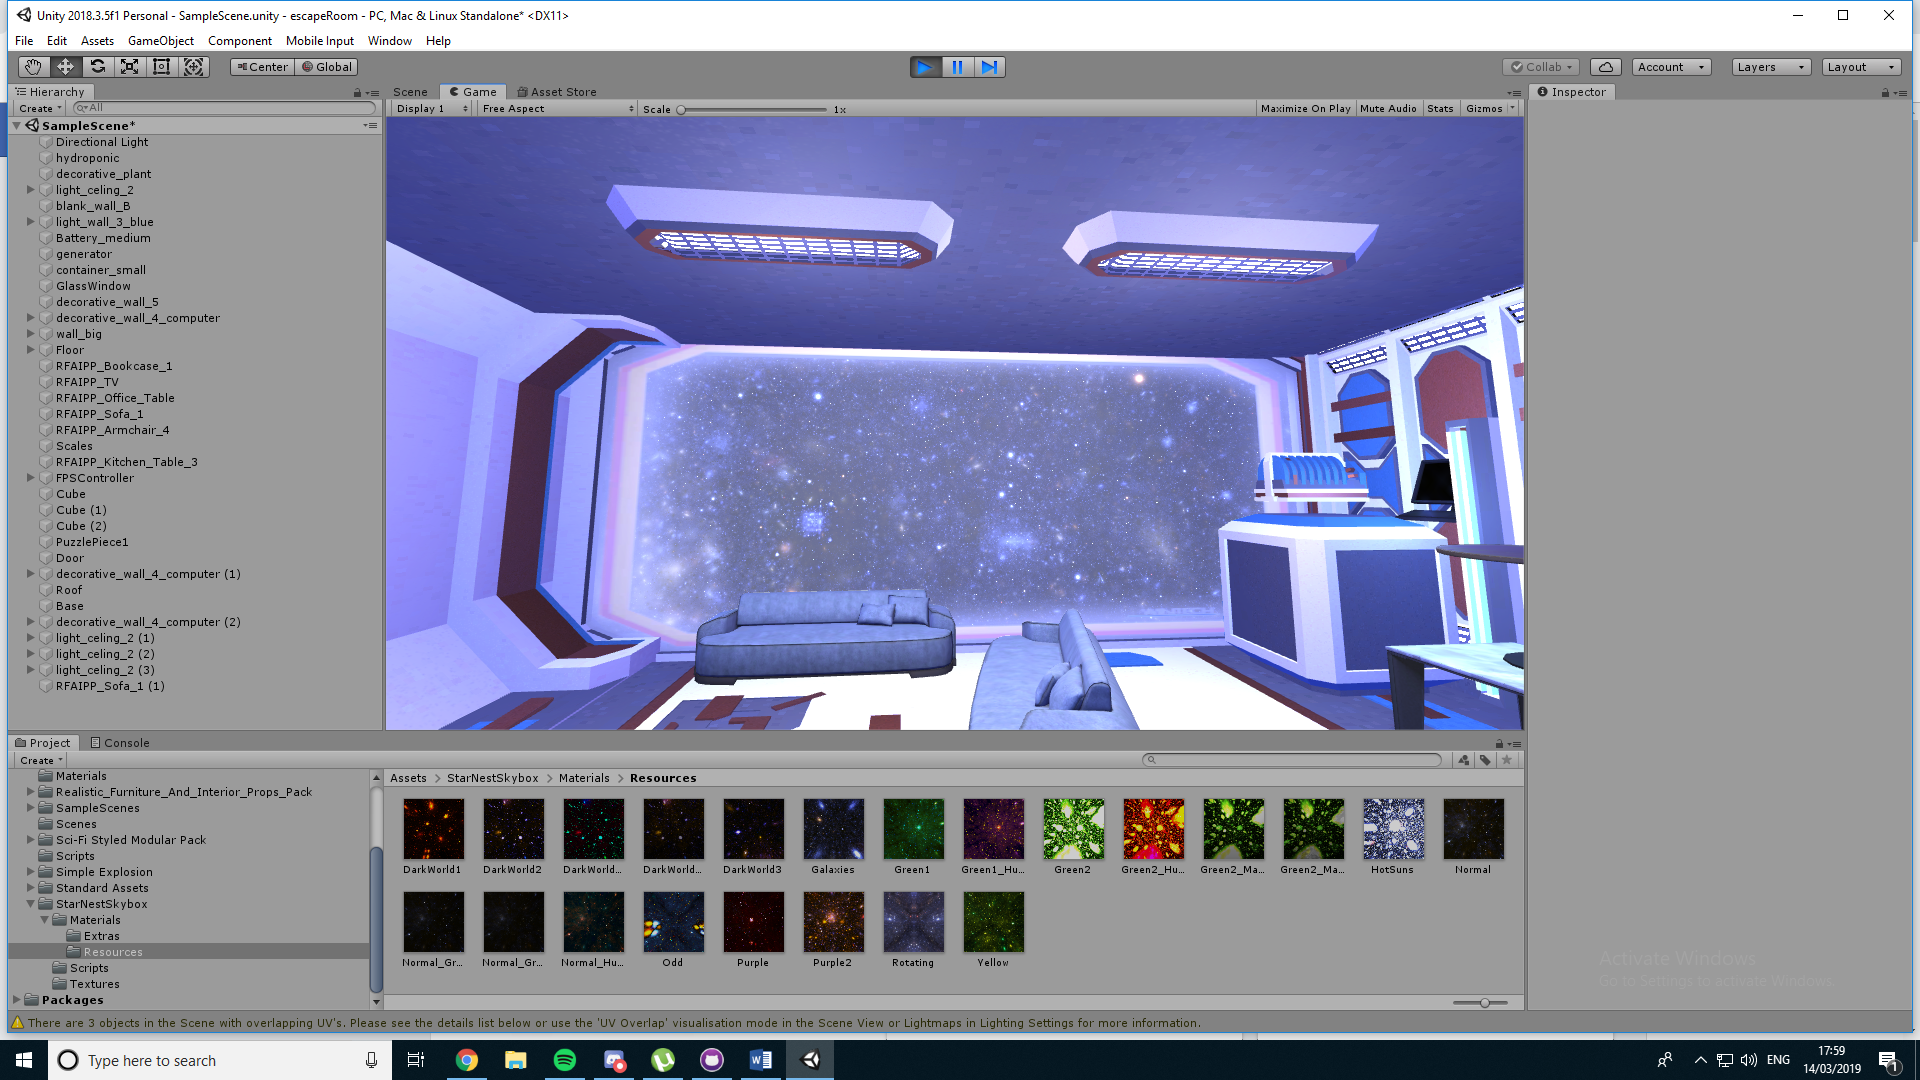 Unity 2018.3.5f1 Personal - SampleScene.unity - escapeRoom - PC, Mac & Linux Standalone* <DX11>
File Edit Assets GameObject Component Mobile Input Window Help
Center Global Collab Account Layers Layout
Hierarchy Scene Game Asset Store Inspector
Create All Display 1 Free Aspect Scale 1x Maximize On Play Mute Audio Stats Gizmos
SampleScene*
Directional Light
hydroponic
decorative_plant
light_celing_2
blank_wall_B
light_wall_3_blue
Battery_medium
generator
container_small
GlassWindow
decorative_wall_5
decorative_wall_4_computer
wall_big
Floor
RFAIPP_Bookcase_1
RFAIPP_TV
RFAIPP_Office_Table
RFAIPP_Sofa_1
RFAIPP_Armchair_4
Scales
RFAIPP_Kitchen_Table_3
FPSController
Cube
Cube (1)
Cube (2)
PuzzlePiece1
Door
decorative_wall_4_computer (1)
Roof
Base
decorative_wall_4_computer (2)
light_celing_2 (1)
light_celing_2 (2)
light_celing_2 (3)
RFAIPP_Sofa_1 (1)
Project Console
Create
Materials
Realistic_Furniture_And_Interior_Props_Pack
SampleScenes
Scenes
Sci-Fi Styled Modular Pack
Scripts
Simple Explosion
Standard Assets
StarNestSkybox
Materials
Extras
Resources
Scripts
Textures
Packages
Assets > StarNestSkybox > Materials > Resources
DarkWorld1 DarkWorld2 DarkWorld... DarkWorld... DarkWorld3 Galaxies Green1 Green1_Hu... Green2 Green2_Hu... Green2_Ma... Green2_Ma... HotSuns Normal
Normal_Gr... Normal_Gr... Normal_Hu... Odd Purple Purple2 Rotating Yellow
Activate Windows
Go to Settings to activate Windows.
There are 3 objects in the Scene with overlapping UV's. Please see the details list below or use the 'UV Overlap' visualisation mode in the Scene View or Lightmaps in Lighting Settings for more information.
Type here to search
ENG
17:59
14/03/2019
1